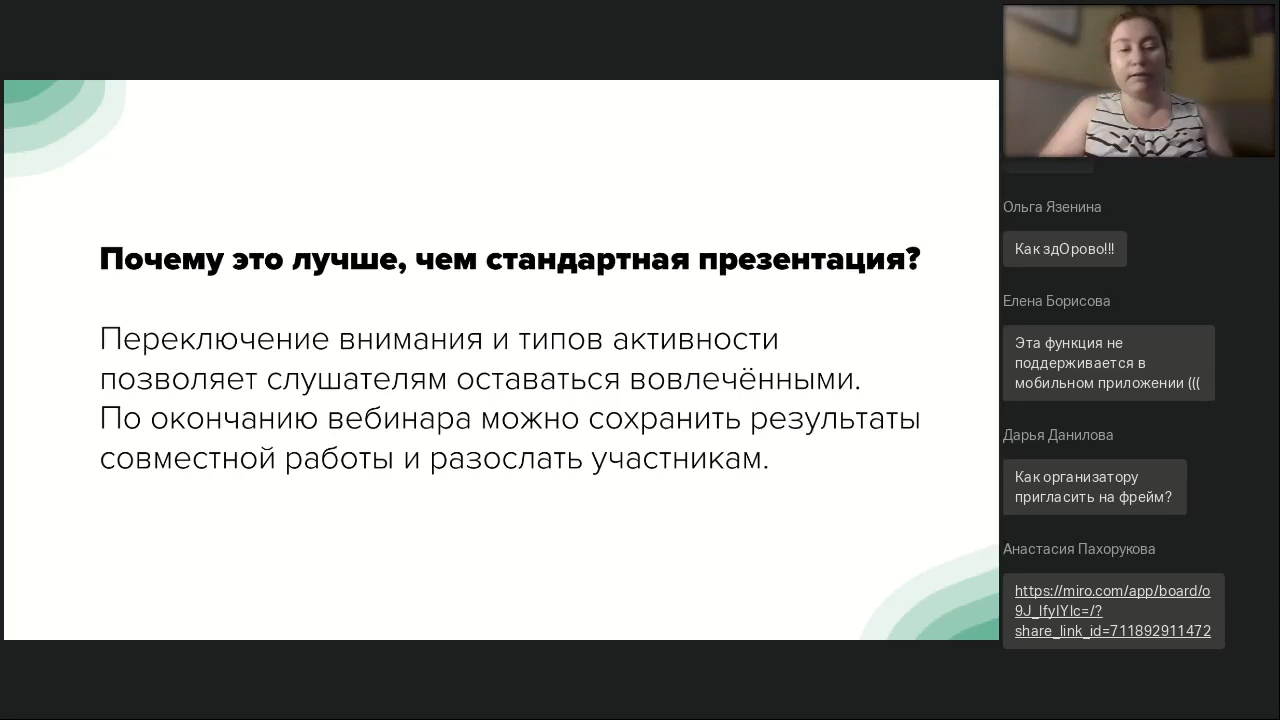 Почему это лучше, чем стандартная презентация?
Переключение внимания и типов активности
позволяет слушателям оставаться вовлечёнными.
По окончанию вебинара можно сохранить результаты
совместной работы и разослать участникам.
Ольга Язенина
Как здОрово!!!
Елена Борисова
Эта функция не
поддерживается в
мобильном приложении (((
Дарья Данилова
Как организатору
пригласить на фрейм?
Анастасия Пахорукова
https://miro.com/app/board/o
9J_lfyIYlc=/?
share_link_id=711892911472